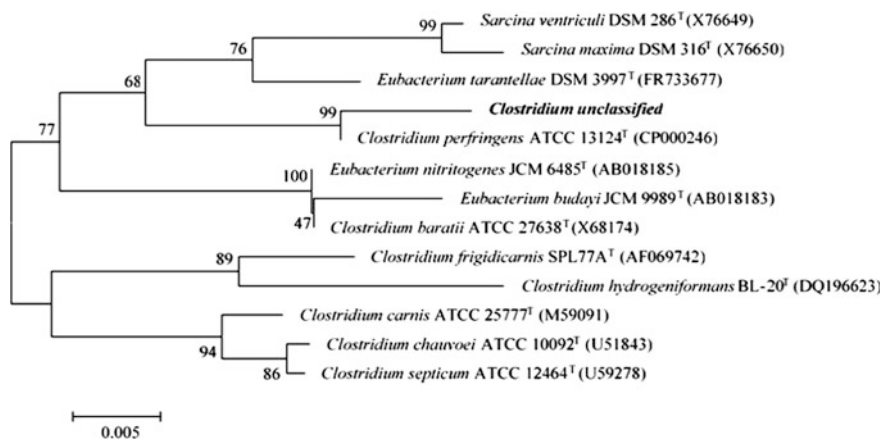 99
Sarcina ventriculi DSM 286T (X76649)
76
Sarcina maxima DSM 316T (X76650)
68
Eubacterium tarantellae DSM 3997T (FR733677)
Clostridium unclassified
99
77
Clostridium perfringens ATCC 13124T (CP000246)
100
Eubacterium nitritogenes JCM 6485T (AB018185)
Eubacterium budayi JCM 9989T (AB018183)
47
Clostridium baratii ATCC 27638T (X68174)
89
Clostridium frigidicarnis SPL77AT (AF069742)
Clostridium hydrogeniformans BL-20T (DQ196623)
Clostridium carnis ATCC 25777T (M59091)
94
Clostridium chauvoei ATCC 10092T (U51843)
86
Clostridium septicum ATCC 12464T (U59278)
0.005